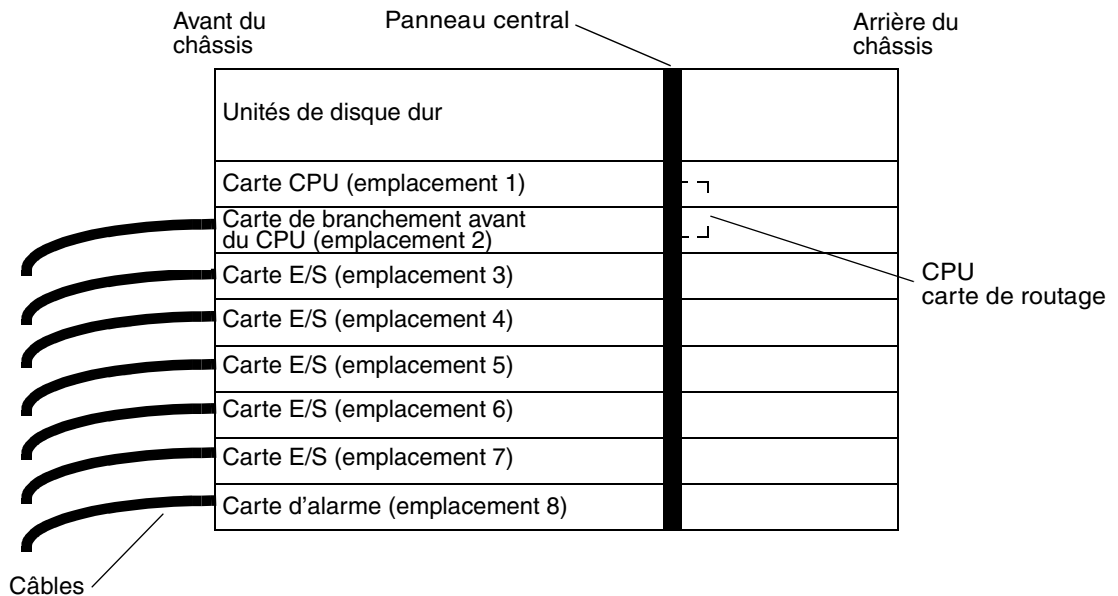 Avant du
châssis
Panneau central
Arrière du
châssis
Unités de disque dur
Carte CPU (emplacement 1)
Carte de branchement avant
du CPU (emplacement 2)
Carte E/S (emplacement 3)
CPU
carte de routage
Carte E/S (emplacement 4)
Carte E/S (emplacement 5)
Carte E/S (emplacement 6)
Carte E/S (emplacement 7)
Carte d'alarme (emplacement 8)
Câbles